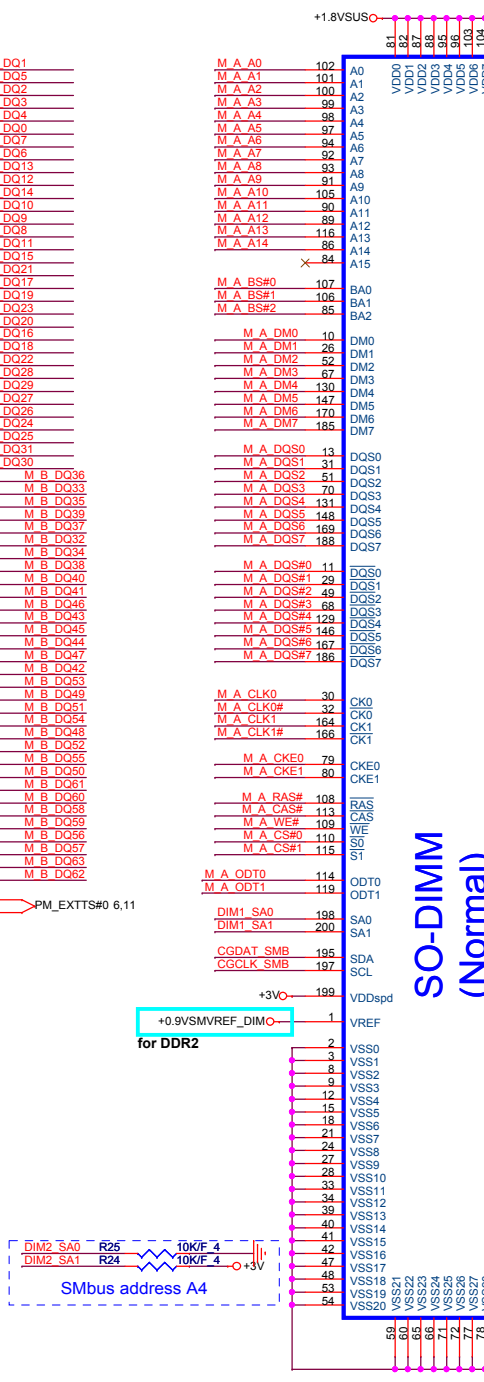 +1.8VSUS
81 82 87 88 95 96 103 104
VDD0 VDD1 VDD2 VDD3 VDD4 VDD5 VDD6
DQ1
DQ5
DQ2
DQ3
DQ4
DQ0
DQ7
DQ6
DQ13
DQ12
DQ14
DQ10
DQ9
DQ8
DQ11
DQ15
DQ21
DQ17
DQ19
DQ23
DQ20
DQ16
DQ18
DQ22
DQ28
DQ29
DQ27
DQ26
DQ24
DQ25
DQ31
DQ30
M_B_DQ36
M_B_DQ33
M_B_DQ35
M_B_DQ39
M_B_DQ37
M_B_DQ32
M_B_DQ34
M_B_DQ38
M_B_DQ40
M_B_DQ41
M_B_DQ46
M_B_DQ43
M_B_DQ45
M_B_DQ44
M_B_DQ47
M_B_DQ42
M_B_DQ53
M_B_DQ49
M_B_DQ51
M_B_DQ54
M_B_DQ48
M_B_DQ52
M_B_DQ55
M_B_DQ50
M_B_DQ61
M_B_DQ60
M_B_DQ58
M_B_DQ59
M_B_DQ56
M_B_DQ57
M_B_DQ63
M_B_DQ62
PM_EXTTS#0 6,11
M_A_A0 102 A0
M_A_A1 101 A1
M_A_A2 100 A2
M_A_A3 99 A3
M_A_A4 98 A4
M_A_A5 97 A5
M_A_A6 94 A6
M_A_A7 92 A7
M_A_A8 93 A8
M_A_A9 91 A9
M_A_A10 105 A10
M_A_A11 90 A11
M_A_A12 89 A12
M_A_A13 116 A13
M_A_A14 86 A14
84 A15
M_A_BS#0 107 BA0
M_A_BS#1 106 BA1
M_A_BS#2 85 BA2
M_A_DM0 10 DM0
M_A_DM1 26 DM1
M_A_DM2 52 DM2
M_A_DM3 67 DM3
M_A_DM4 130 DM4
M_A_DM5 147 DM5
M_A_DM6 170 DM6
M_A_DM7 185 DM7
M_A_DQS0 13 DQS0
M_A_DQS1 31 DQS1
M_A_DQS2 51 DQS2
M_A_DQS3 70 DQS3
M_A_DQS4 131 DQS4
M_A_DQS5 148 DQS5
M_A_DQS6 169 DQS6
M_A_DQS7 188 DQS7
M_A_DQS#0 11 DQS0
M_A_DQS#1 29 DQS1
M_A_DQS#2 49 DQS2
M_A_DQS#3 68 DQS3
M_A_DQS#4 129 DQS4
M_A_DQS#5 146 DQS5
M_A_DQS#6 167 DQS6
M_A_DQS#7 186 DQS7
M_A_CLK0 30 CK0
M_A_CLK0# 32 CK0
M_A_CLK1 164 CK1
M_A_CLK1# 166 CK1
M_A_CKE0 79 CKE0
M_A_CKE1 80 CKE1
M_A_RAS# 108 RAS
M_A_CAS# 113 CAS
M_A_WE# 109 WE
M_A_CS#0 110 S0
M_A_CS#1 115 S1
M_A_ODT0 114 ODT0
M_A_ODT1 119 ODT1
DIM1_SA0 198 SA0
DIM1_SA1 200 SA1
CGDAT_SMB 195 SDA
CGCLK_SMB 197 SCL
+3V 199 VDDspd
+0.9VSMVREF_DIM 1 VREF
for DDR2
SO-DIMM
(Normal)
2 VSS0
3 VSS1
8 VSS2
9 VSS3
12 VSS4
15 VSS5
18 VSS6
21 VSS7
24 VSS8
27 VSS9
28 VSS10
33 VSS11
34 VSS12
39 VSS13
40 VSS14
41 VSS15
42 VSS16
47 VSS17
48 VSS18
53 VSS19
54 VSS20
VSS21 VSS22 VSS23 VSS24 VSS25 VSS26 VSS27
59 60 65 66 71 72 77 78
DIM2_SA0 R25 10K/F_4
DIM2_SA1 R24 10K/F_4 +3V
SMbus address A4